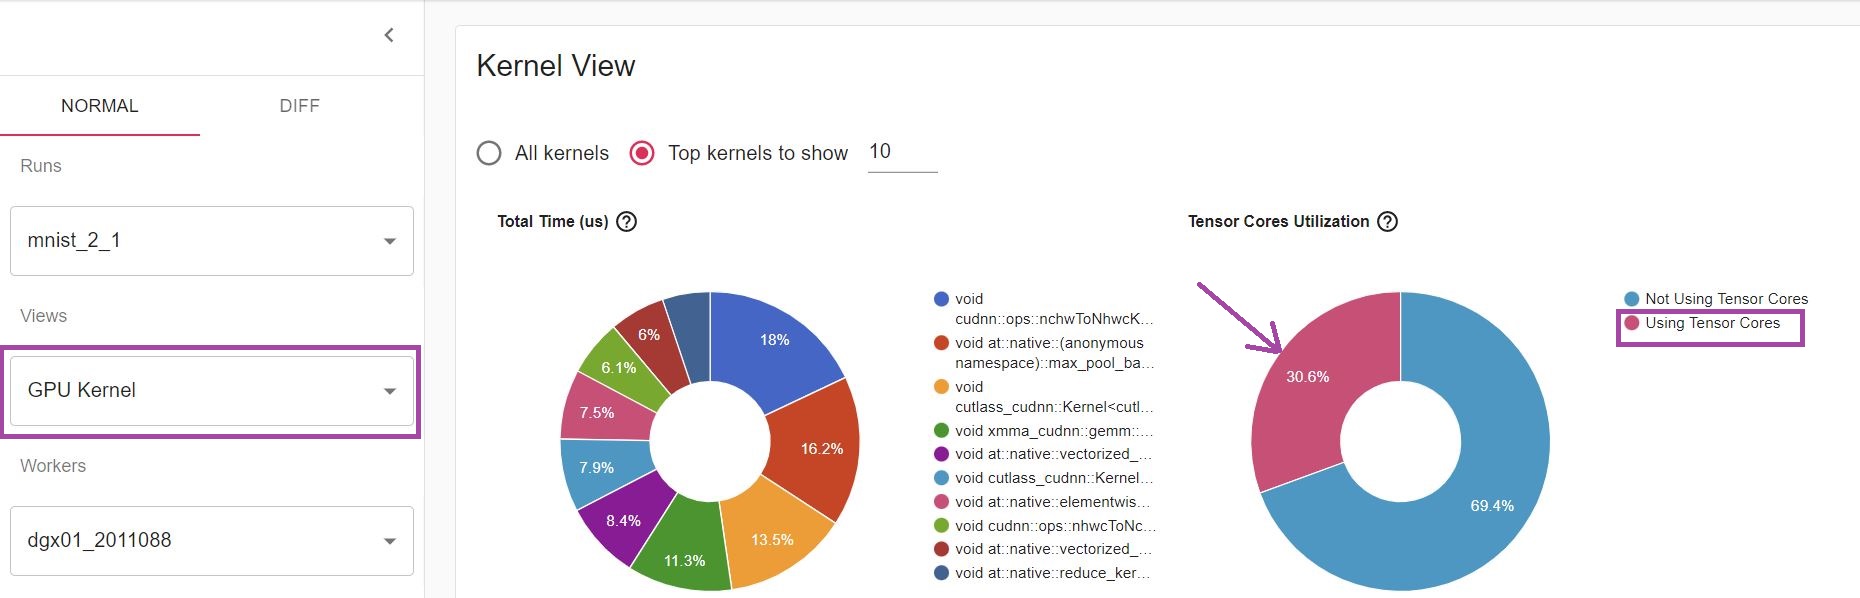 NORMAL
DIFF
Runs
mnist_2_1
Views
GPU Kernel
Workers
dgx01_2011088
Kernel View
All kernels
Top kernels to show
10
Total Time (us)
?
18%
16.2%
13.5%
11.3%
8.4%
7.9%
7.5%
6.1%
6%
void
cudnn::ops::nchwToNhwcK...
void at::native::(anonymous
namespace)::max_pool_ba...
void
cutlass_cudnn::Kernel<cutl...
void xmma_cudnn::gemm::...
void at::native::vectorized_...
void cutlass_cudnn::Kernel...
void at::native::elementwis...
void cudnn::ops::nhwcToNc...
void at::native::vectorized_...
void at::native::reduce_ker...
Tensor Cores Utilization
?
30.6%
69.4%
Not Using Tensor Cores
Using Tensor Cores